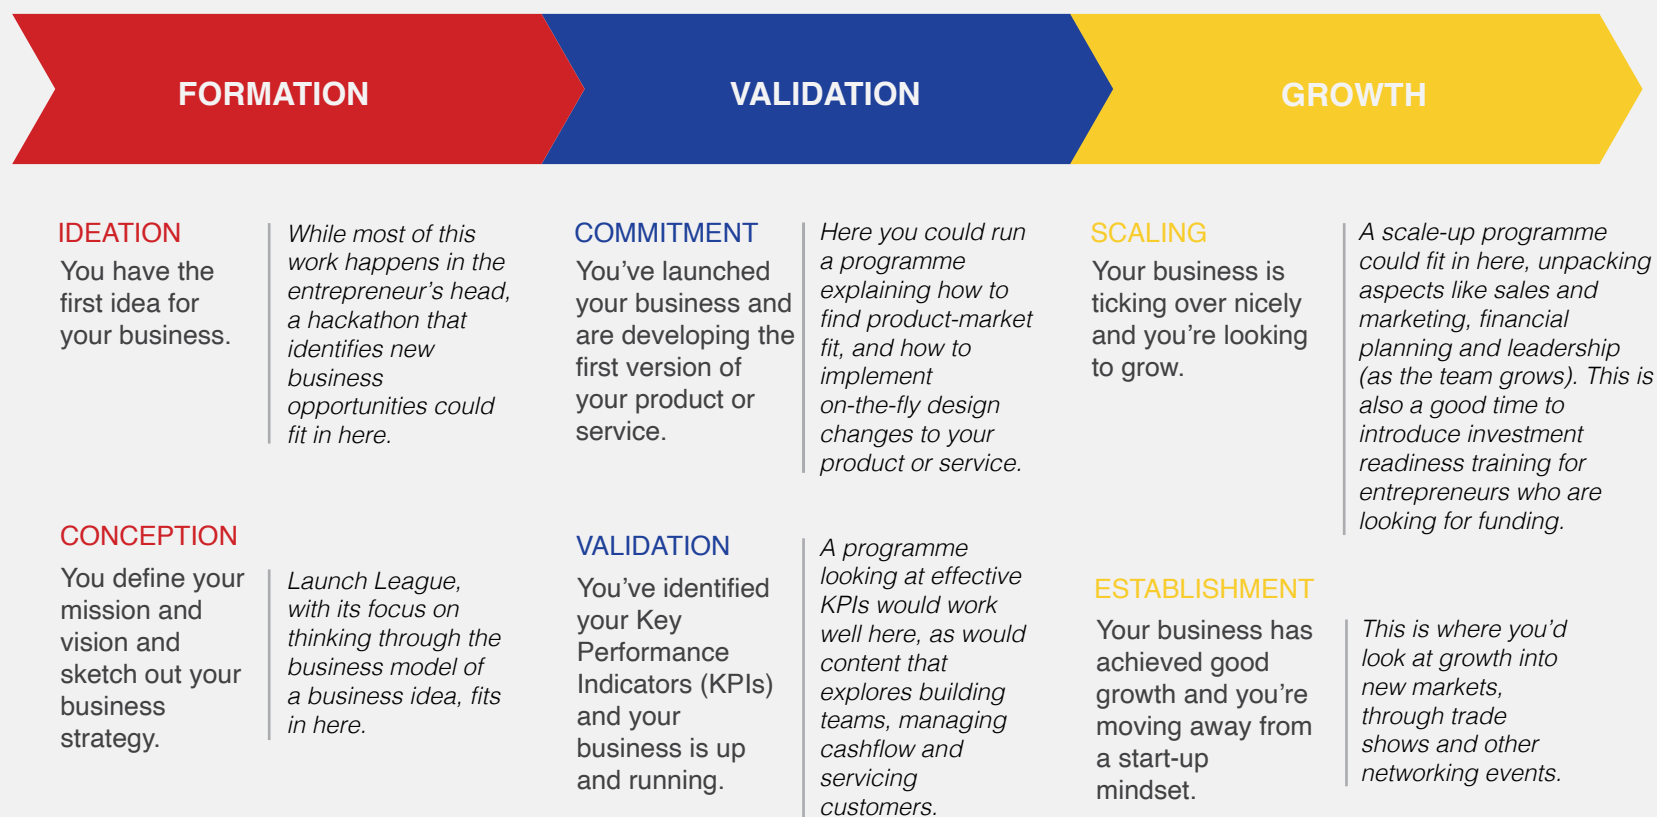 FORMATION
VALIDATION
GROWTH
IDEATION
You have the
first idea for
your business.
While most of this
work happens in the
entrepreneur's head,
a hackathon that
identifies new
business
opportunities could
fit in here.
CONCEPTION
You define your
mission and
vision and
sketch out your
business
strategy.
Launch League,
with its focus on
thinking through the
business model of
a business idea, fits
in here.
COMMITMENT
You've launched
your business and
are developing the
first version of
your product or
service.
Here you could run
a programme
explaining how to
find product-market
fit, and how to
implement
on-the-fly design
changes to your
product or service.
VALIDATION
You've identified
your Key
Performance
Indicators (KPIs)
and your
business is up
and running.
A programme
looking at effective
KPIs would work
well here, as would
content that
explores building
teams, managing
cashflow and
servicing
customers.
SCALING
Your business is
ticking over nicely
and you're looking
to grow.
A scale-up programme
could fit in here, unpacking
aspects like sales and
marketing, financial
planning and leadership
(as the team grows). This is
also a good time to
introduce investment
readiness training for
entrepreneurs who are
looking for funding.
ESTABLISHMENT
Your business has
achieved good
growth and you're
moving away from
a start-up
mindset.
This is where you'd
look at growth into
new markets,
through trade
shows and other
networking events.